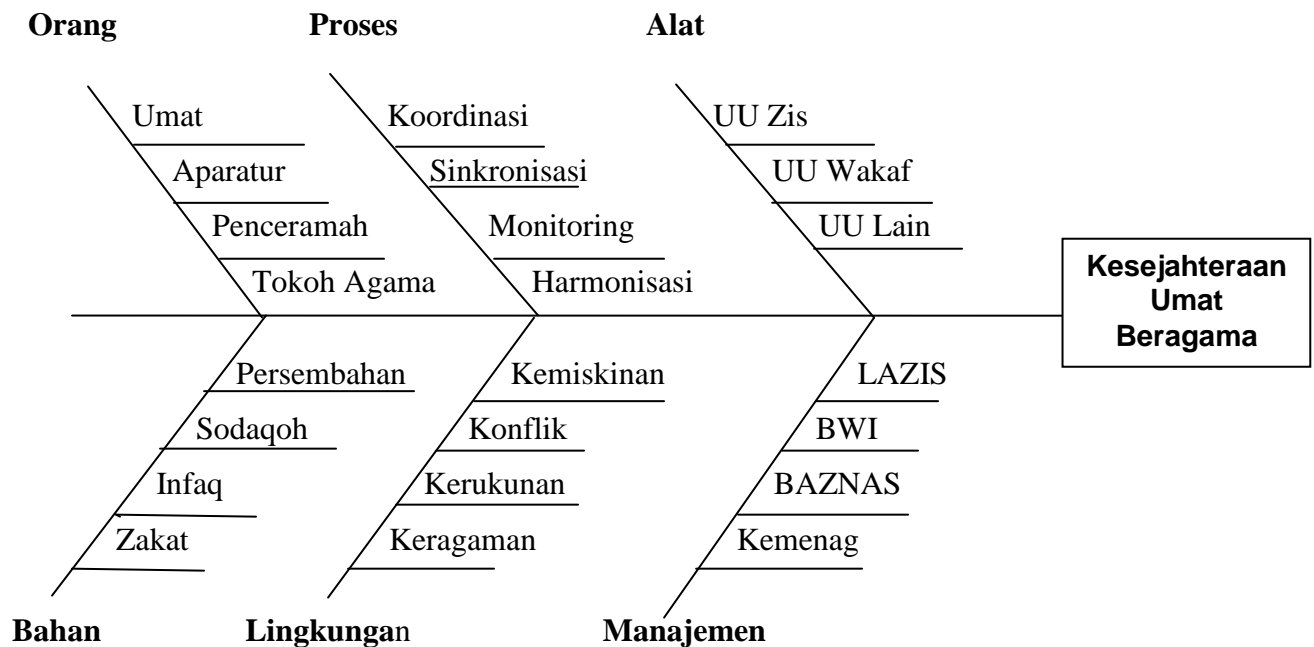 Orang
Proses
Alat
Umat
Koordinasi
UU Zis
Aparatur
Sinkronisasi
UU Wakaf
Penceramah
Monitoring
UU Lain
Tokoh Agama
Harmonisasi
Kesejahteraan
Umat
Beragama
Persembahan
Kemiskinan
LAZIS
Sodaqoh
Konflik
BWI
Infaq
Kerukunan
BAZNAS
Zakat
Keragaman
Kemenag
Bahan
Lingkungan
Manajemen